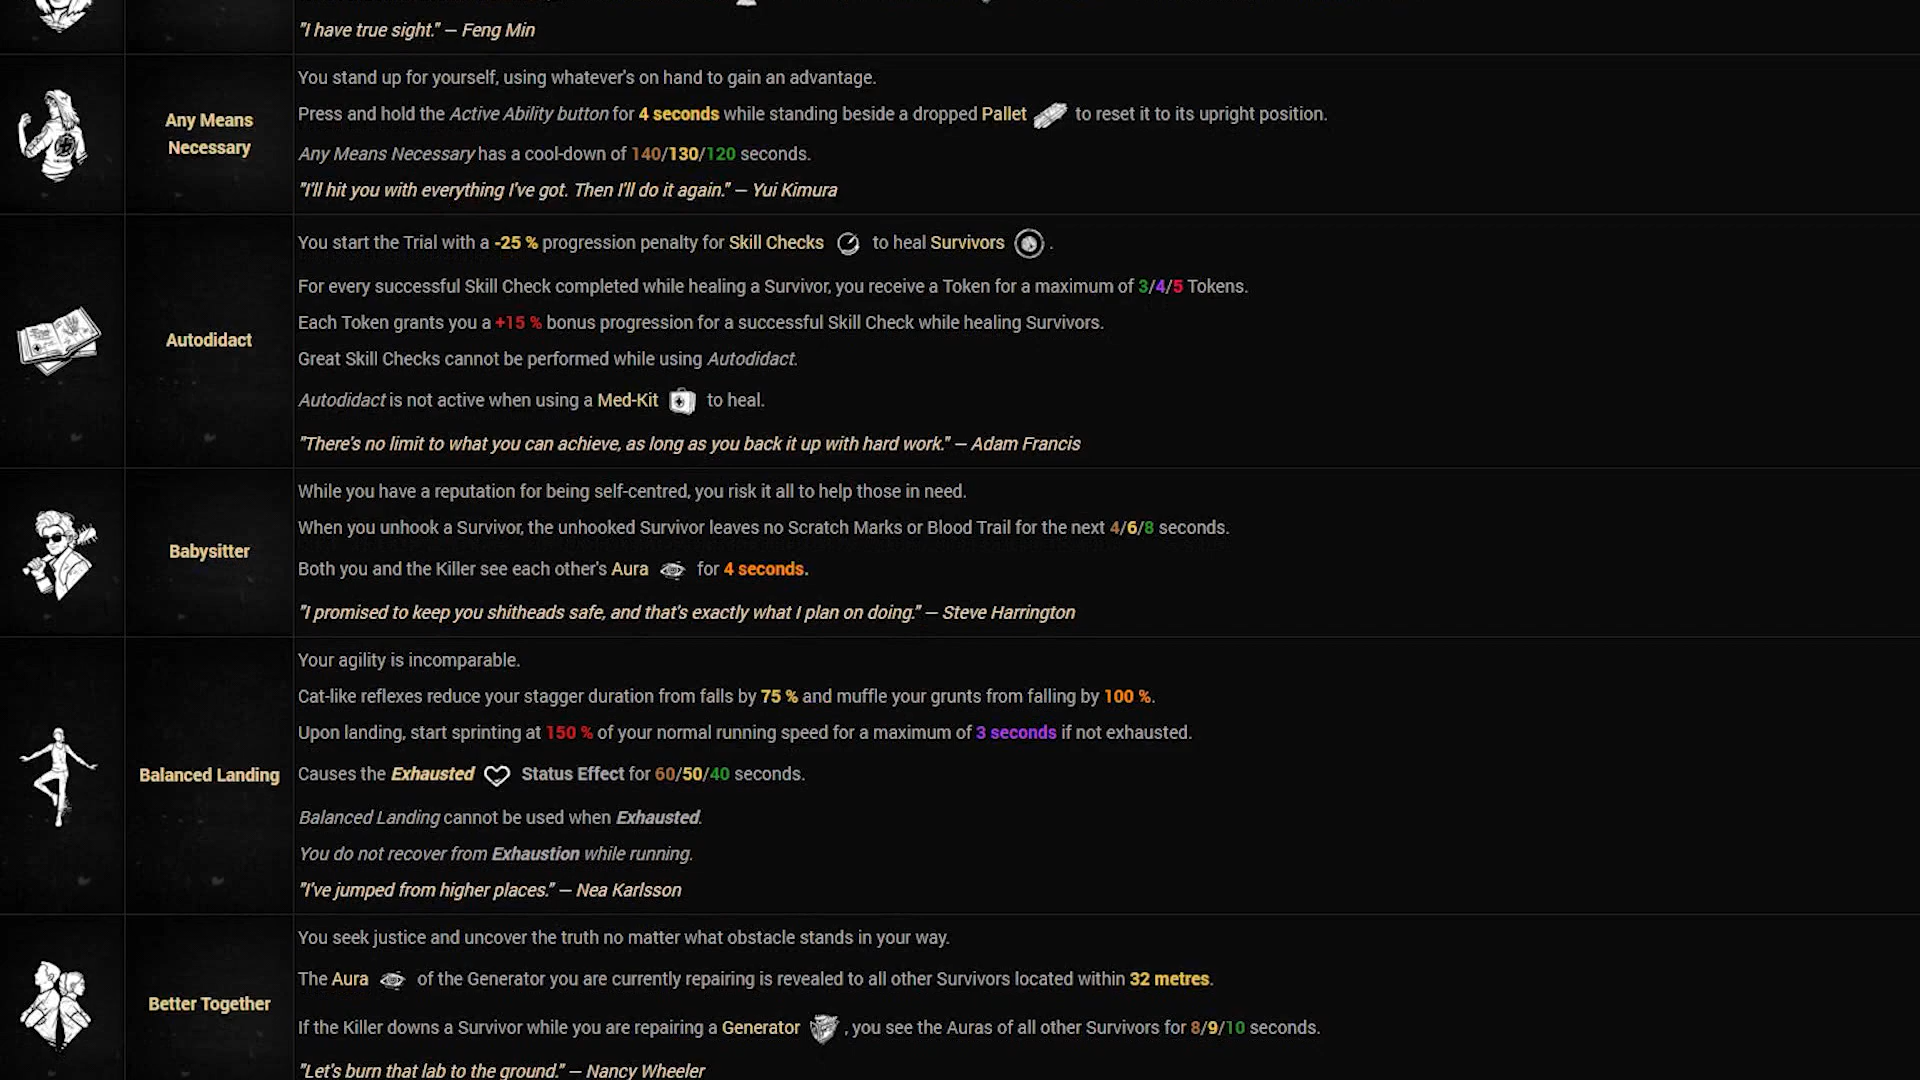 "I have true sight." — Feng Min
Any Means
Necessary
You stand up for yourself, using whatever's on hand to gain an advantage.
Press and hold the Active Ability button for 4 seconds while standing beside a dropped Pallet to reset it to its upright position.
Any Means Necessary has a cool-down of 140/130/120 seconds.
"I'll hit you with everything I've got. Then I'll do it again." — Yui Kimura
Autodidact
You start the Trial with a -25 % progression penalty for Skill Checks to heal Survivors .
For every successful Skill Check completed while healing a Survivor, you receive a Token for a maximum of 3/4/5 Tokens.
Each Token grants you a +15 % bonus progression for a successful Skill Check while healing Survivors.
Great Skill Checks cannot be performed while using Autodidact.
Autodidact is not active when using a Med-Kit to heal.
"There's no limit to what you can achieve, as long as you back it up with hard work." — Adam Francis
Babysitter
While you have a reputation for being self-centred, you risk it all to help those in need.
When you unhook a Survivor, the unhooked Survivor leaves no Scratch Marks or Blood Trail for the next 4/6/8 seconds.
Both you and the Killer see each other's Aura for 4 seconds.
"I promised to keep you shitheads safe, and that's exactly what I plan on doing." — Steve Harrington
Balanced Landing
Your agility is incomparable.
Cat-like reflexes reduce your stagger duration from falls by 75 % and muffle your grunts from falling by 100 %.
Upon landing, start sprinting at 150 % of your normal running speed for a maximum of 3 seconds if not exhausted.
Causes the Exhausted Status Effect for 60/50/40 seconds.
Balanced Landing cannot be used when Exhausted.
You do not recover from Exhaustion while running.
"I've jumped from higher places." — Nea Karlsson
Better Together
You seek justice and uncover the truth no matter what obstacle stands in your way.
The Aura of the Generator you are currently repairing is revealed to all other Survivors located within 32 metres.
If the Killer downs a Survivor while you are repairing a Generator , you see the Auras of all other Survivors for 8/9/10 seconds.
"Let's burn that lab to the ground." — Nancy Wheeler